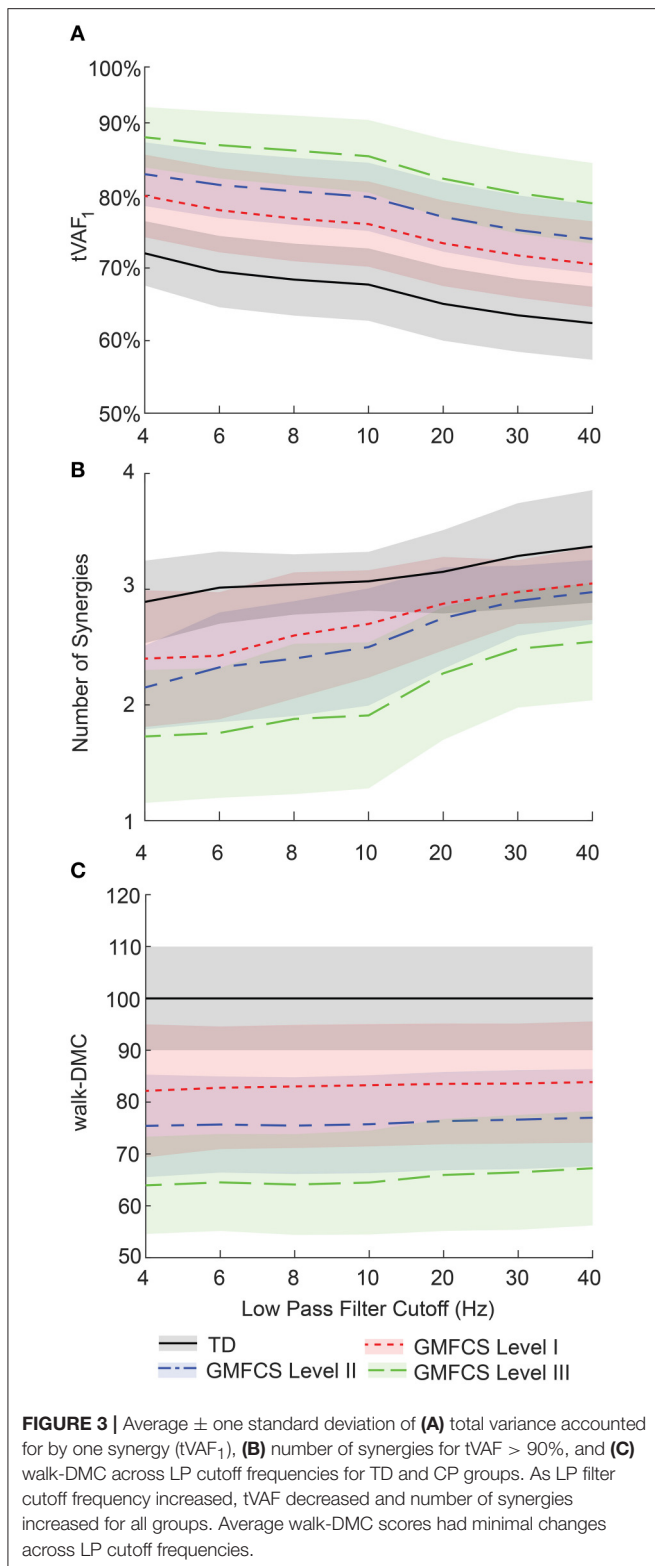 A
100%
90%
80%
70%
60%
50%
tVAF1
4 6 8 10 20 30 40
B
4
3
2
1
Number of Synergies
4 6 8 10 20 30 40
C
120
110
100
90
80
70
60
50
walk-DMC
4 6 8 10 20 30 40
Low Pass Filter Cutoff (Hz)
TD GMFCS Level I
GMFCS Level II GMFCS Level III
FIGURE 3 | Average ± one standard deviation of (A) total variance accounted
for by one synergy (tVAF1), (B) number of synergies for tVAF > 90%, and (C)
walk-DMC across LP cutoff frequencies for TD and CP groups. As LP filter
cutoff frequency increased, tVAF decreased and number of synergies
increased for all groups. Average walk-DMC scores had minimal changes
across LP cutoff frequencies.